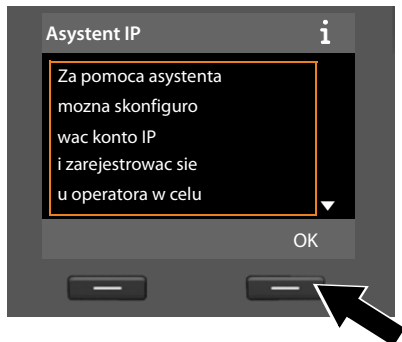 Asystent IP i
Za pomoca asystenta
mozna skonfiguro
wac konto IP
i zarejestrowac sie
u operatora w celu
OK